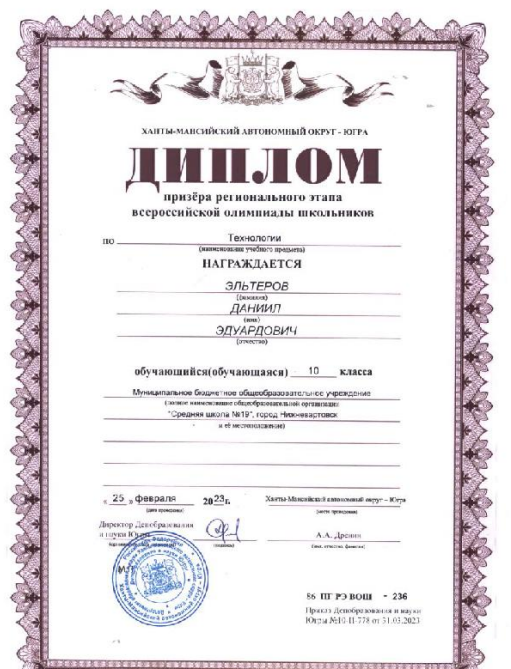 ХАНТЫ-МАНСИЙСКИЙ АВТОНОМНЫЙ ОКРУГ - ЮГРА
ДИПЛОМ
призёра регионального этапа
всероссийской олимпиады школьников
по Технологии
(наименование учебного предмета)
НАГРАЖДАЕТСЯ
ЭЛЬТЕРОВ
(фамилия)
ДАНИИЛ
(имя)
ЭДУАРДОВИЧ
(отчество)
обучающийся(обучающаяся) 10 класса
Муниципальное бюджетное общеобразовательное учреждение
(полное наименование общеобразовательной организации
"Средняя школа №19", город Нижневартовск
и её местоположение)
« 25 » февраля 2023г. Ханты-Мансийский автономный округ – Югра
(дата проведения) (место проведения)
Директор Депобразования
и науки Югры А.А. Дренин
(подпись) (имя, отчество, фамилия)
86 ПГ РЭ ВОШ - 236
Приказ Депобразования и науки
Югры №10-П-778 от 31.03.2023